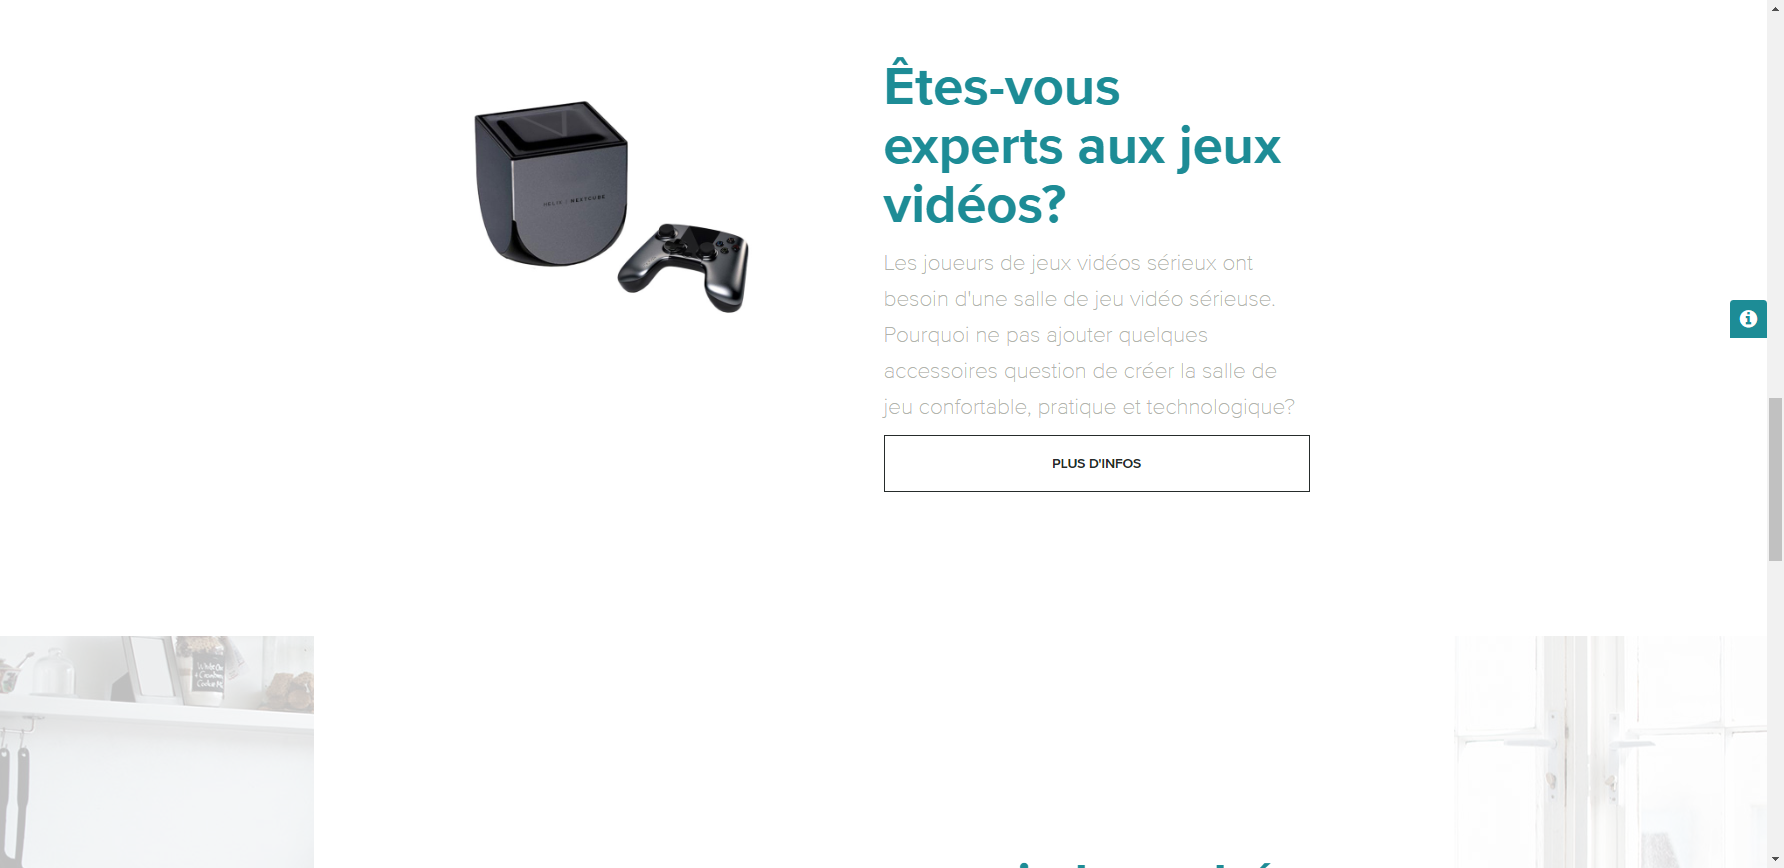 Êtes-vous
experts aux jeux
vidéos?
HELIX : NEXTCUBE
Les joueurs de jeux vidéos sérieux ont
besoin d'une salle de jeu vidéo sérieuse.
Pourquoi ne pas ajouter quelques
accessoires question de créer la salle de
jeu confortable, pratique et technologique?
PLUS D'INFOS